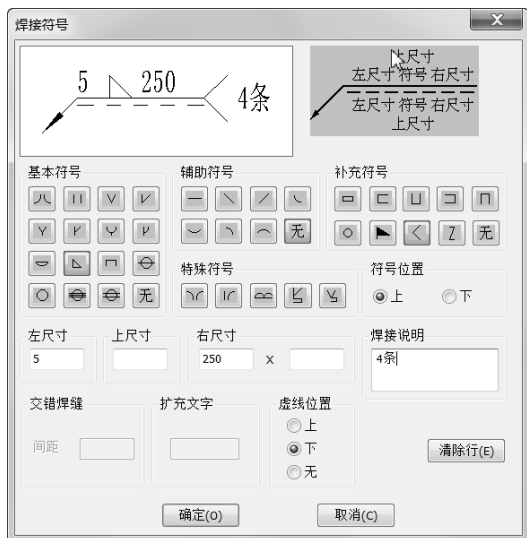 焊接符号
5 250 4条
上尺寸
左尺寸 符号 右尺寸
左尺寸 符号 右尺寸
上尺寸
基本符号 辅助符号 补充符号
无
无
无
特殊符号 符号位置
上 下
左尺寸 上尺寸 右尺寸 焊接说明
5 250 x 4条
交错焊缝 扩充文字 虚线位置
上
间距 下 清除行(E)
无
确定(O) 取消(C)